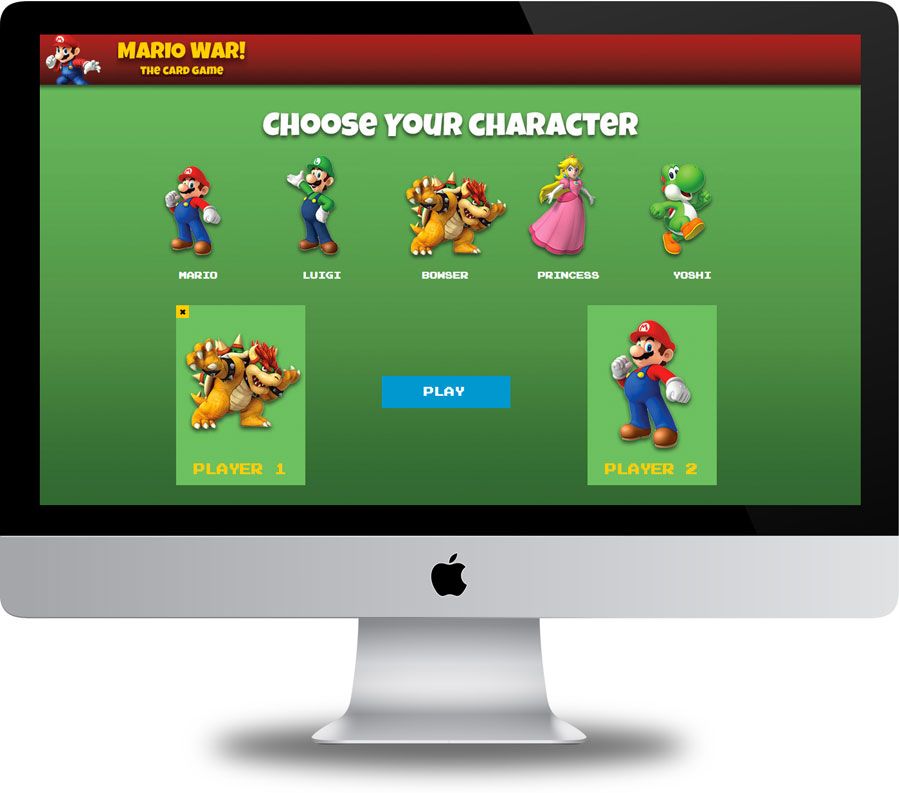 MARIO WAR!
THE CARD GAME
CHOOSE YOUR CHARACTER
MARIO
LUIGI
BOWSER
PRINCESS
YOSHI
PLAY
PLAYER 1
PLAYER 2